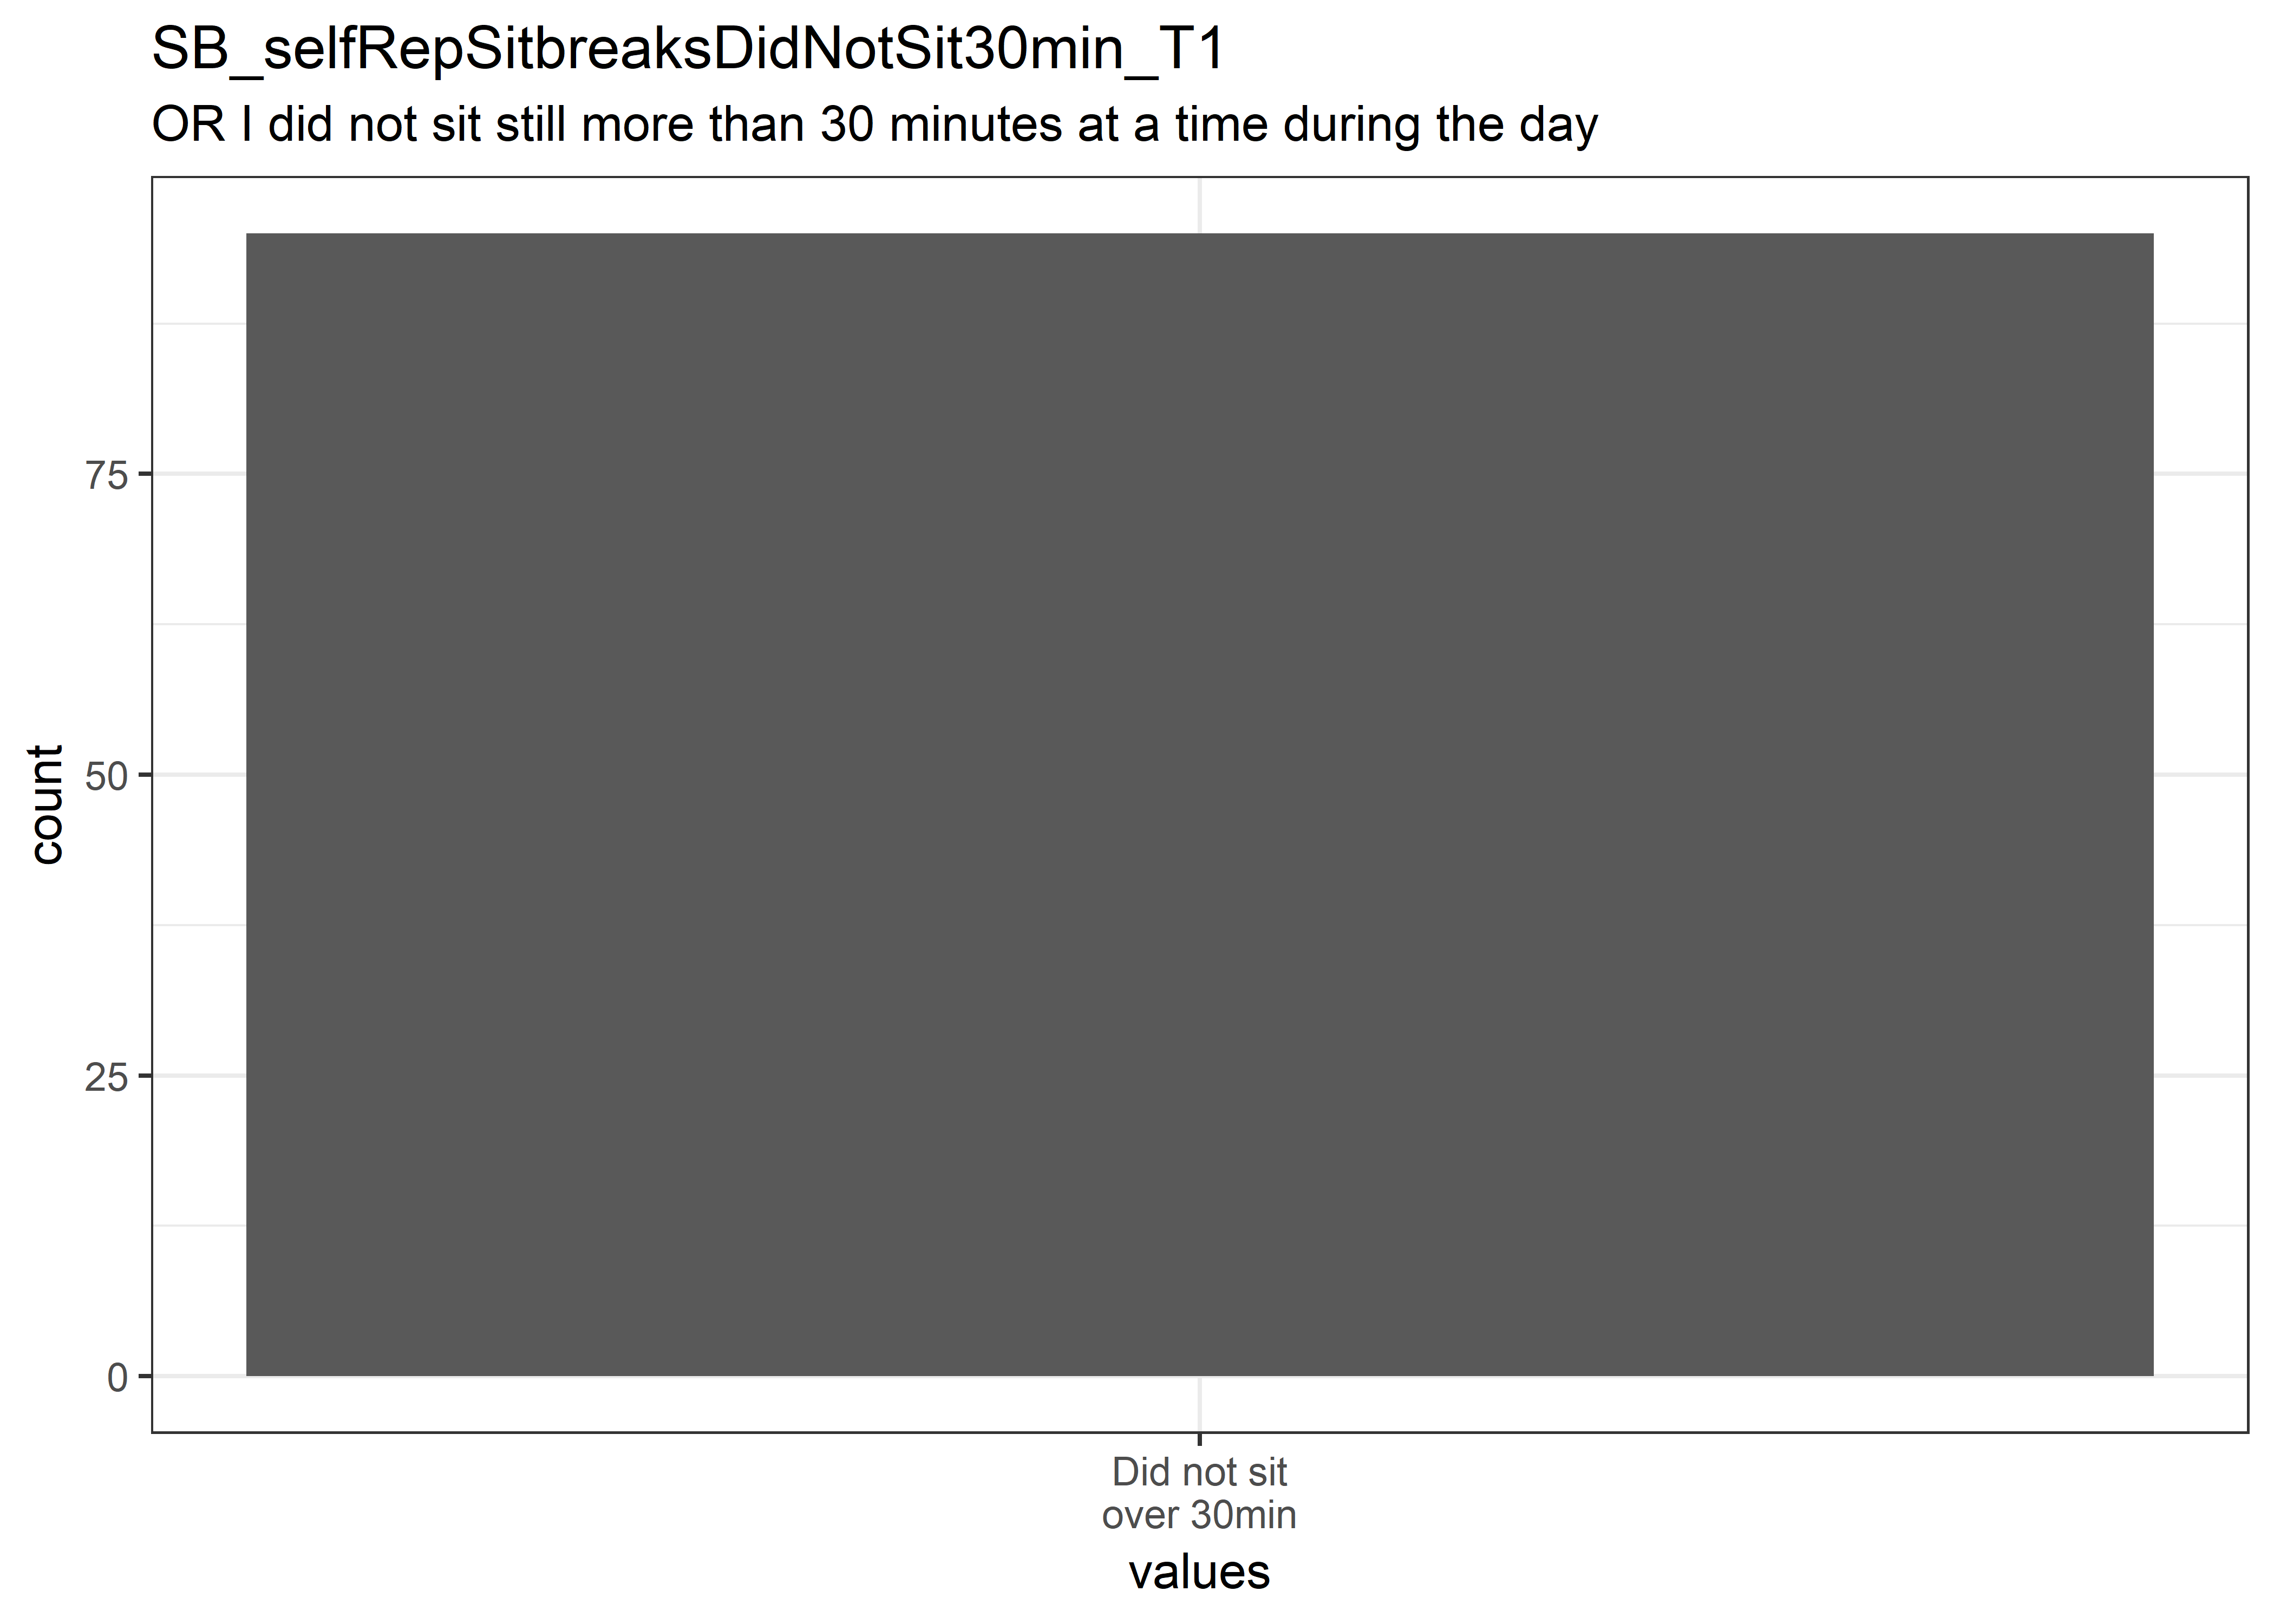 SB_selfRepSitbreaksDidNotSit30min_T1
OR I did not sit still more than 30 minutes at a time during the day
75
50
25
0
count
Did not sit
over 30min
values